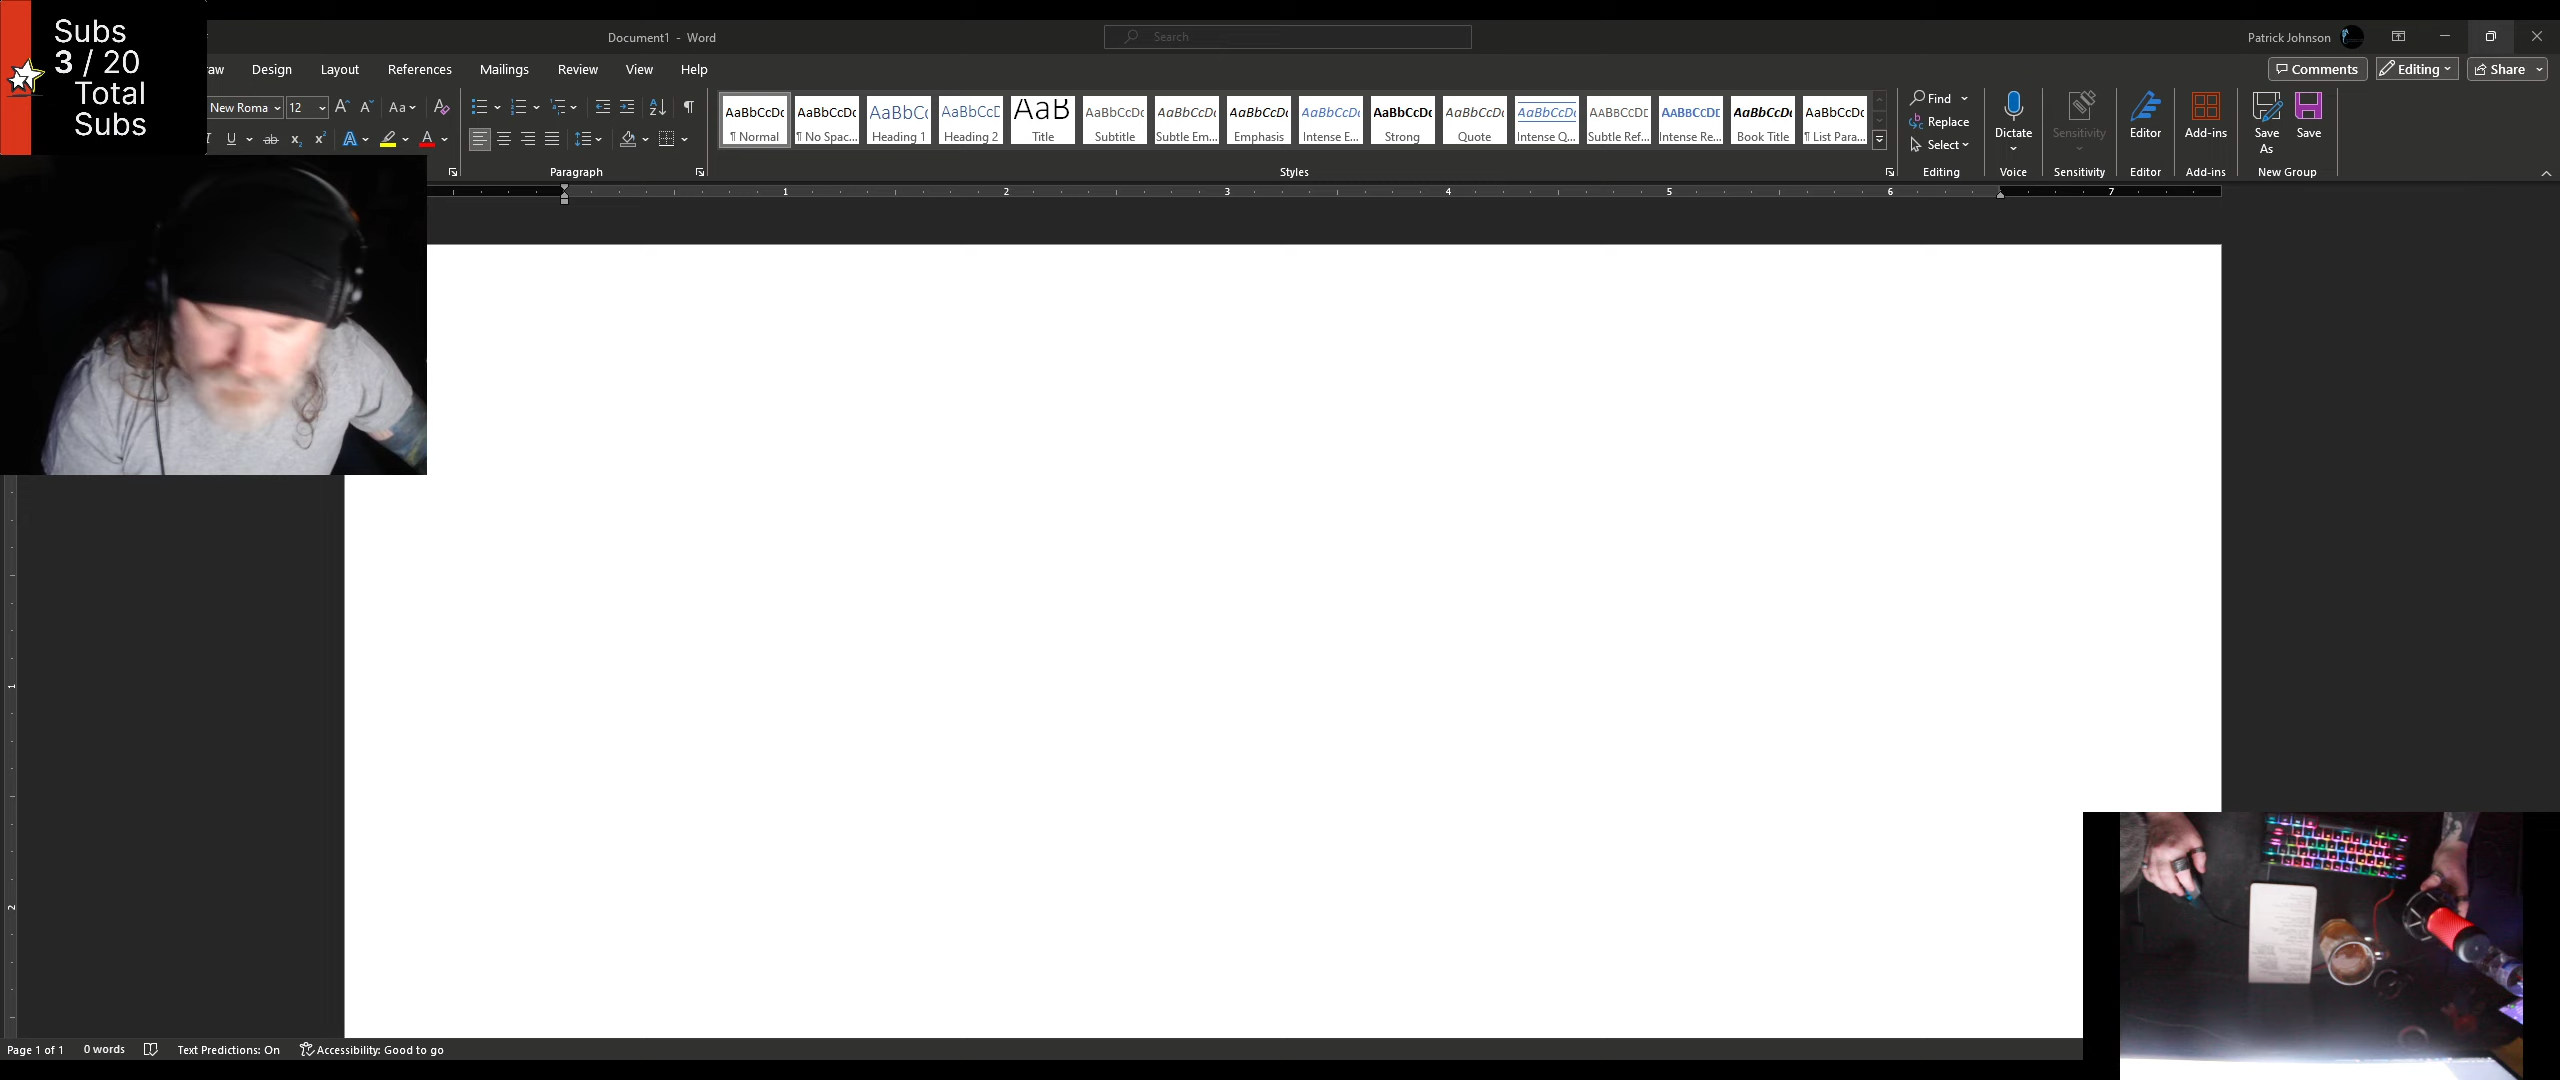 Subs
3 / 20
Total
Subs
Document1 - Word
Search
Patrick Johnson
Design Layout References Mailings Review View Help
Comments Editing Share
New Roma 12 Aa
AaBbCcDc AaBbCcDc AaBbC AaBbCcD AaB AaBbCcDc AaBbCcDc AaBbCcDc AaBbCcDc AaBbCcDc AaBbCcDc AaBbCcDc AABBCCDE AABBCCDE AaBbCcDc AaBbCcDc
¶ Normal ¶ No Spac... Heading 1 Heading 2 Title Subtitle Subtle Em... Emphasis Intense E... Strong Quote Intense Q... Subtle Ref... Intense Re... Book Title ¶ List Para...
Find
Replace
Select
Dictate
Sensitivity
Editor
Add-ins
Save As
Save
Paragraph Styles Editing Voice Sensitivity Editor Add-ins New Group
1 2 3 4 5 6 7
1
2
Page 1 of 1 0 words Text Predictions: On Accessibility: Good to go